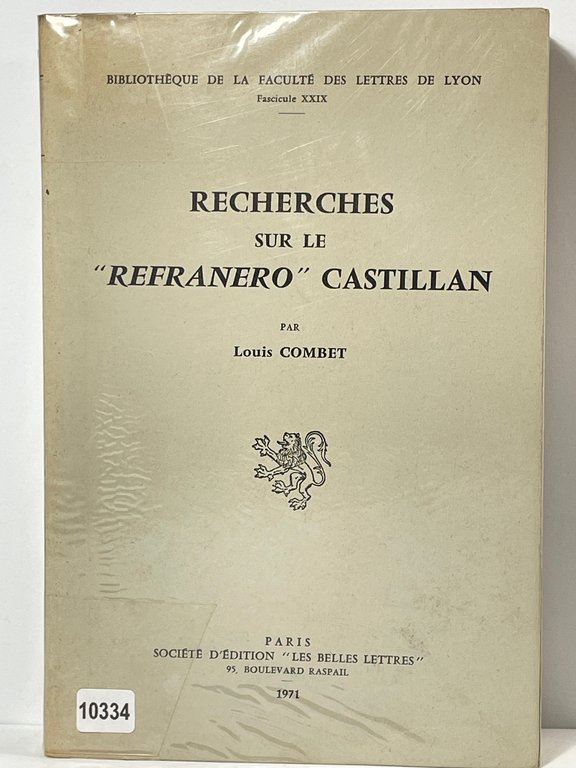 BIBLIOTHÈQUE DE LA FACULTÉ DES LETTRES DE LYON
Fascicule XXIX
RECHERCHES
SUR LE
"REFRANERO" CASTILLAN
PAR
Louis COMBET
PARIS
SOCIÉTÉ D'ÉDITION "LES BELLES LETTRES"
95, BOULEVARD RASPAIL
1971
10334